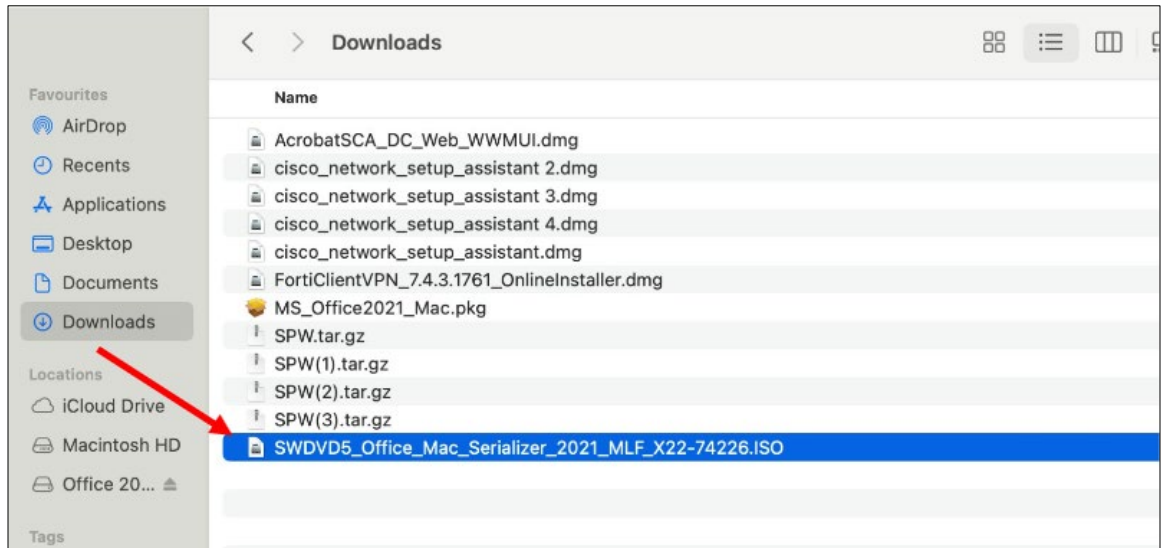 Downloads
Favourites
AirDrop
Recents
Applications
Desktop
Documents
Downloads
Locations
iCloud Drive
Macintosh HD
Office 20...
Tags
Name
AcrobatSCA_DC_Web_WWMUI.dmg
cisco_network_setup_assistant 2.dmg
cisco_network_setup_assistant 3.dmg
cisco_network_setup_assistant 4.dmg
cisco_network_setup_assistant.dmg
FortiClientVPN_7.4.3.1761_OnlineInstaller.dmg
MS_Office2021_Mac.pkg
SPW.tar.gz
SPW(1).tar.gz
SPW(2).tar.gz
SPW(3).tar.gz
SWDVD5_Office_Mac_Serializer_2021_MLF_X22-74226.ISO